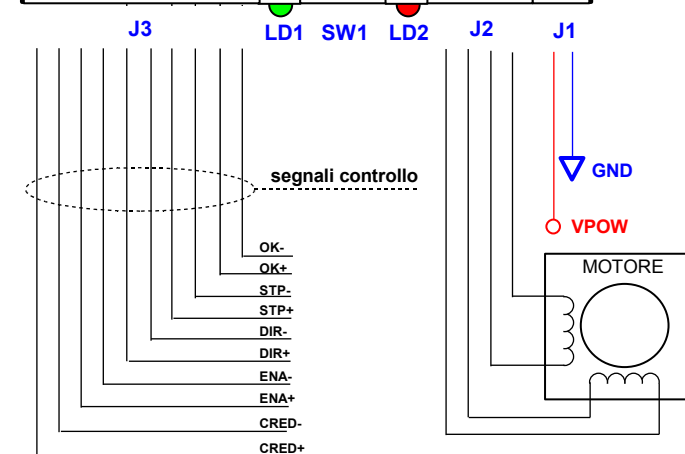 J3 LD1 SW1 LD2 J2 J1
segnali controllo
GND
VPOW
MOTORE
OK-
OK+
STP-
STP+
DIR-
DIR+
ENA-
ENA+
CRED-
CRED+